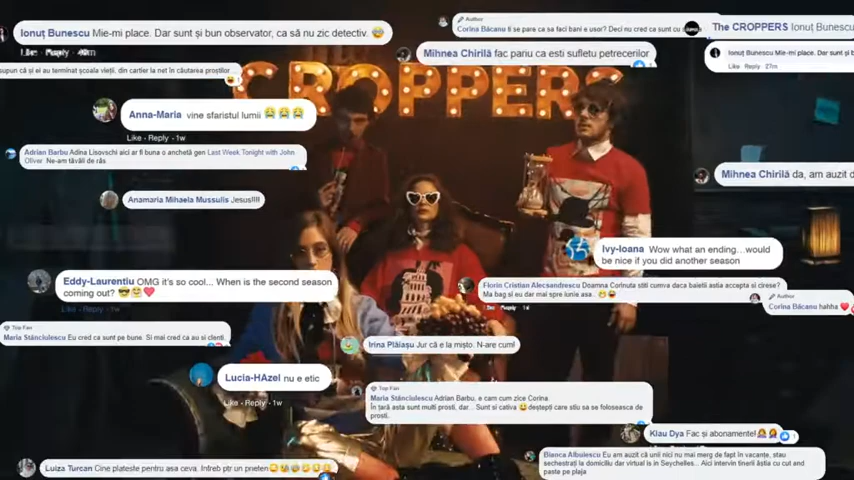 Author
Corina Băcanu ti se pare ca sa faci bani e usor? Deci nu cred ca sunt cu
The CROPPERS Ionuț Bunescu
Ionuț Bunescu Mie-mi place. Dar sunt și bun observator, ca să nu zic detectiv.
Like Reply
Mihnea Chirilă fac pariu ca esti sufletu petrecerilor
Ionuț Bunescu Mie-mi place. Dar sunt și b
Like Reply 27m
supun că și ei au terminat școala vieții, din cartier la net în căutarea proștilor
CROPPERS
Anna-Maria vine sfaristul lumii
Like · Reply · 1w
Adrian Barbu Adina Lisovschi aici ar fi buna o anchetă gen Last Week Tonight with John
Oliver Ne-am tăvăli de râs
Mihnea Chirilă da, am auzit d
Anamaria Mihaela Mussulis Jesus!!!!
Ivy-Ioana Wow what an ending... would
be nice if you did another season
Eddy-Laurentiu OMG it's so cool... When is the second season
coming out?
Like · Reply · 1w
Florin Cristian Alecsandrescu Doamna Corinuta stiti cumva daca baietii astia accepta si cirese?
Ma bag si eu dar mai spre iunie asa..
Author
Corina Băcanu hahha
Top Fan
Maria Stănciulescu Eu cred ca sunt pe bune. Si mai cred ca au si clienti.
Irina Plăiașu Jur că e la mișto. N-are cum!
Lucia-HAzel nu e etic
Like · Reply · 1w
Top Fan
Maria Stănciulescu Adrian Barbu, e cam cum zice Corina.
În țară asta sunt multi prosti, dar... Sunt si cativa deștepti care stiu sa se foloseasca de
prosti.
Klau Dya Fac și abonamente!
Luiza Turcan Cine plateste pentru asa ceva. Intreb ptr un prieten
Bianca Albulescu Eu am auzit că unii nici nu mai merg de fapt în vacanțe, stau
sechestrați la domiciliu dar virtual is in Seychelles... Aici intervin tinerii ăștia cu cut and
paste pe plaja